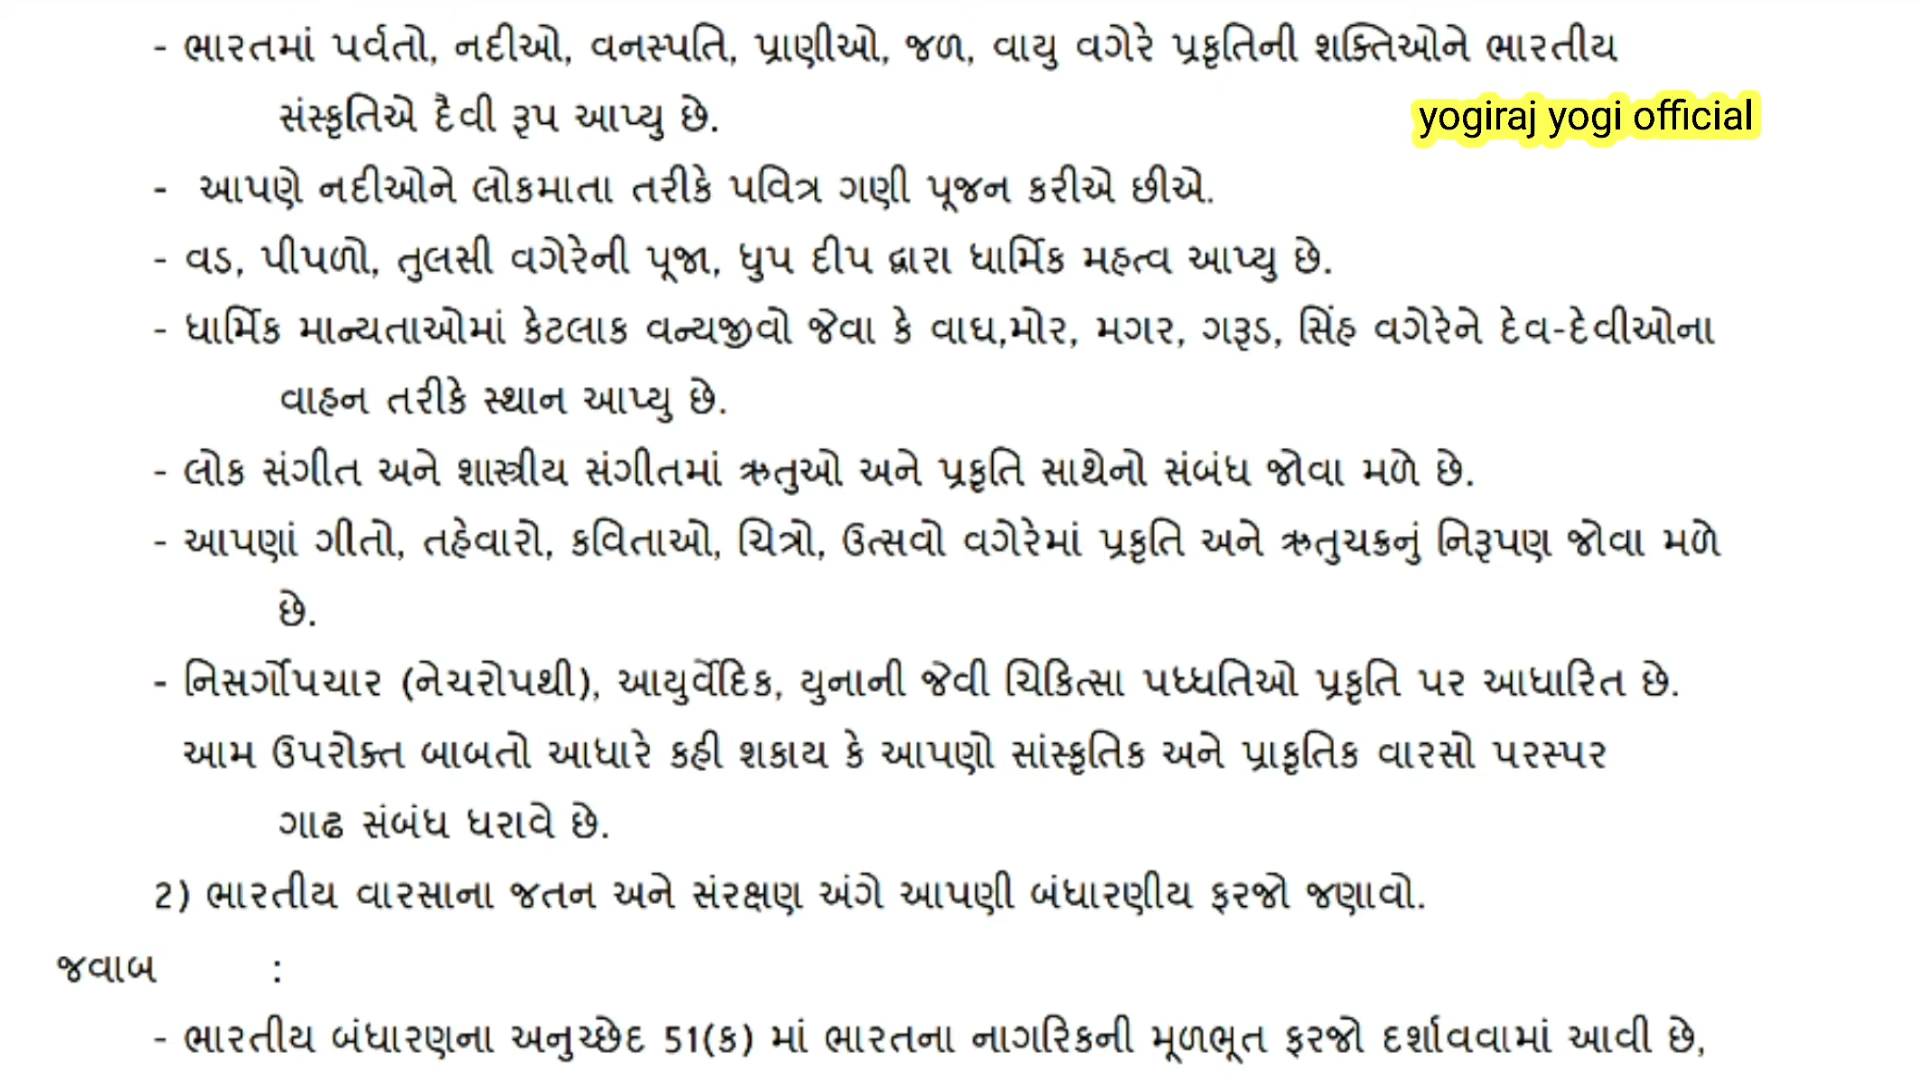 - ભારતમાં પર્વતો, નદીઓ, વનસ્પતિ, પ્રાણીઓ, જળ, વાયુ વગેરે પ્રકૃતિની શક્તિઓને ભારતીય
સંસ્કૃતિએ દૈવી રૂપ આપ્યુ છે.
yogiraj yogi official
- આપણે નદીઓને લોકમાતા તરીકે પવિત્ર ગણી પૂજન કરીએ છીએ.
- વડ, પીપળો, તુલસી વગેરેની પૂજા, ધુપ દીપ દ્વારા ધાર્મિક મહત્વ આપ્યુ છે.
- ધાર્મિક માન્યતાઓમાં કેટલાક વન્યજીવો જેવા કે વાઘ,મોર, મગર, ગરૂડ, સિંહ વગેરેને દેવ-દેવીઓના
વાહન તરીકે સ્થાન આપ્યુ છે.
- લોક સંગીત અને શાસ્ત્રીય સંગીતમાં ઋતુઓ અને પ્રકૃતિ સાથેનો સંબંધ જોવા મળે છે.
- આપણાં ગીતો, તહેવારો, કવિતાઓ, ચિત્રો, ઉત્સવો વગેરેમાં પ્રકૃતિ અને ઋતુચક્રનું નિરૂપણ જોવા મળે
છે.
- નિસર્ગોપચાર (નેચરોપથી), આયુર્વેદિક, યુનાની જેવી ચિકિત્સા પધ્ધતિઓ પ્રકૃતિ પર આધારિત છે.
આમ ઉપરોક્ત બાબતો આધારે કહી શકાય કે આપણો સાંસ્કૃતિક અને પ્રાકૃતિક વારસો પરસ્પર
ગાઢ સંબંધ ધરાવે છે.
2) ભારતીય વારસાના જતન અને સંરક્ષણ અંગે આપણી બંધારણીય ફરજો જણાવો.
જવાબ :
- ભારતીય બંધારણના અનુચ્છેદ 51(ક) માં ભારતના નાગરિકની મૂળભૂત ફરજો દર્શાવવામાં આવી છે,